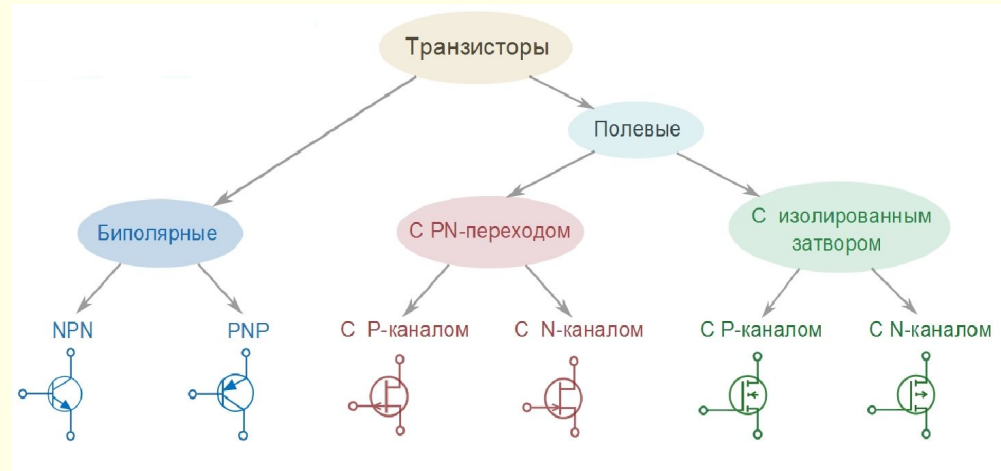 Транзисторы
Полевые
Биполярные
С PN-переходом
С изолированным
затвором
NPN
PNP
С P-каналом
С N-каналом
С P-каналом
С N-каналом